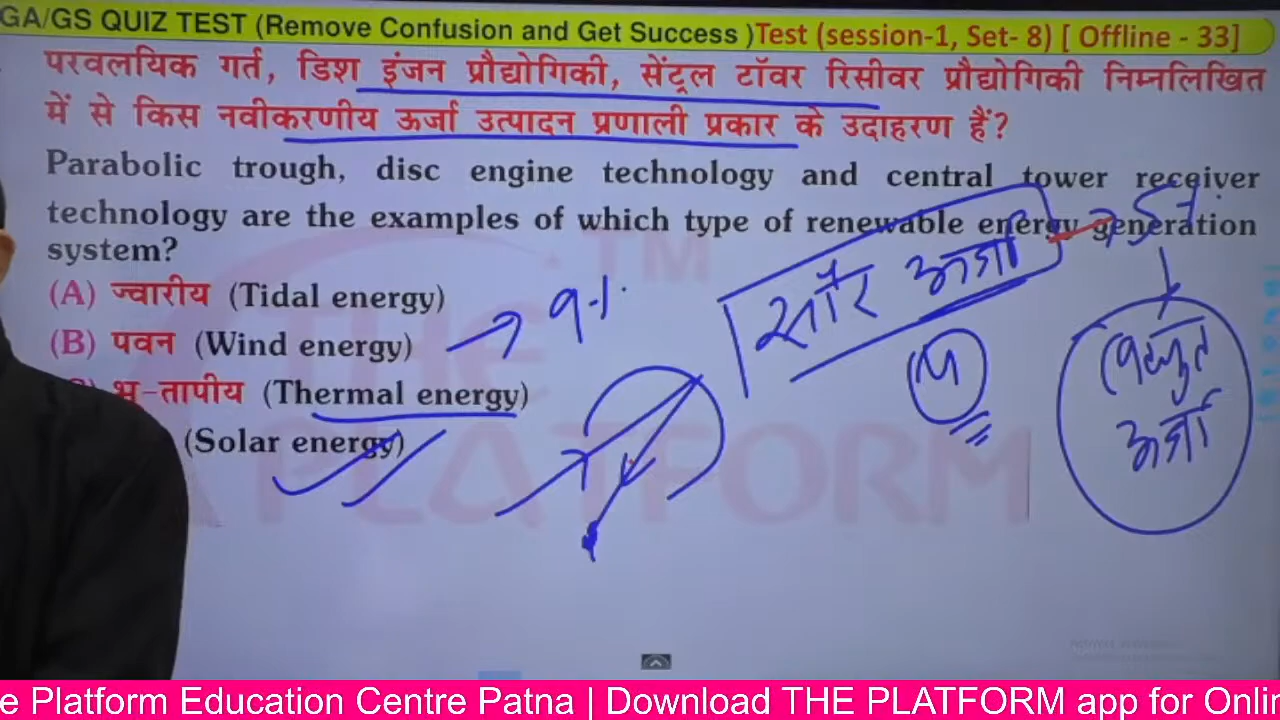 GA/GS QUIZ TEST (Remove Confusion and Get Success )Test (session-1, Set- 8) [ Offline - 33]
परवलयिक गर्त, डिश इंजन प्रौद्योगिकी, सेंट्रल टॉवर रिसीवर प्रौद्योगिकी निम्नलिखित
में से किस नवीकरणीय ऊर्जा उत्पादन प्रणाली प्रकार के उदाहरण हैं?
Parabolic trough, disc engine technology and central tower receiver
technology are the examples of which type of renewable energy generation
system?
(A) ज्वारीय (Tidal energy)
(B) पवन (Wind energy)
भू-तापीय (Thermal energy)
(Solar energy)
सौर ऊर्जा
ऊर्जा
THE
PLATFORM
TM
e Platform Education Centre Patna | Download THE PLATFORM app for Onlin